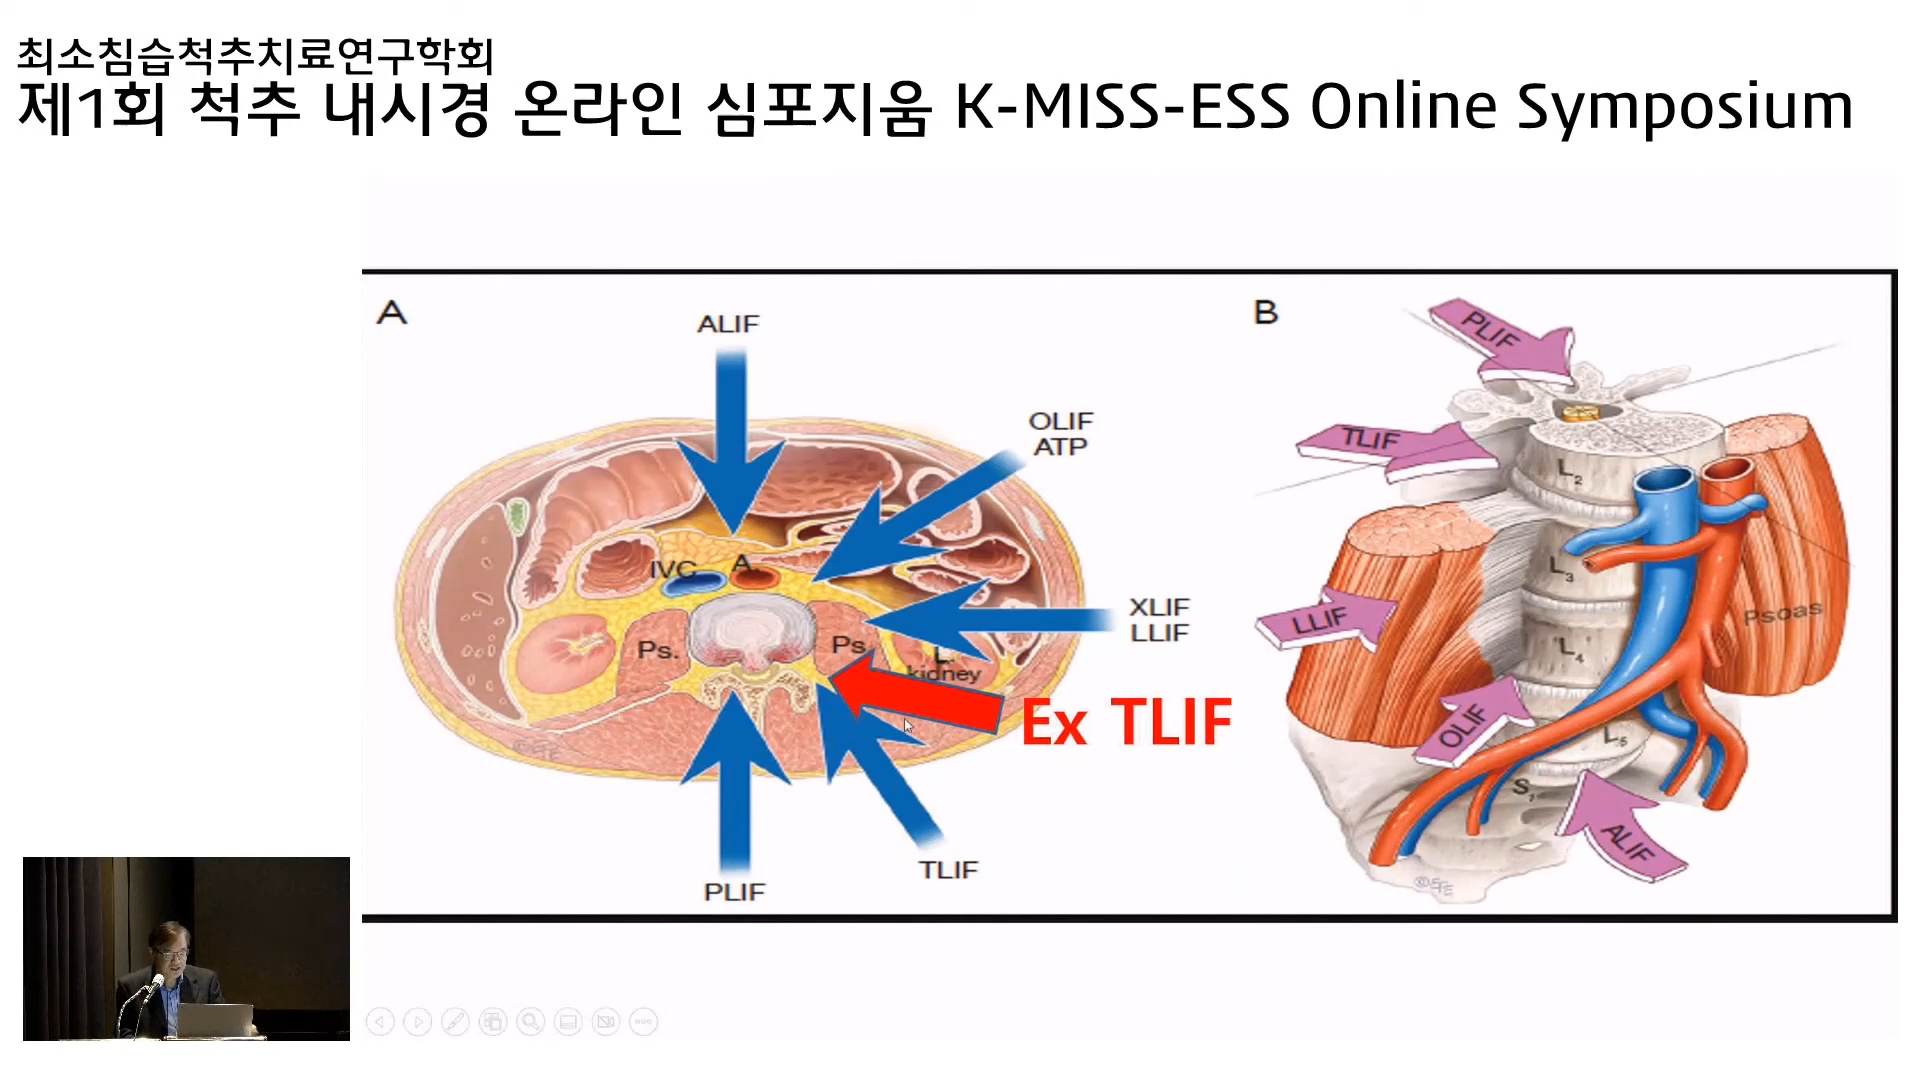 최소침습척추치료연구학회
제1회 척추 내시경 온라인 심포지움 K-MISS-ESS Online Symposium
A
ALIF
OLIF
ATP
XLIF
LLIF
IVC
A.
Ps.
Ps.
L.
kidney
Ex TLIF
TLIF
PLIF
©EFE
B
PLIF
TLIF
L2
L3
LLIF
Psoas
L4
OLIF
L5
S1
ALIF
©EFE